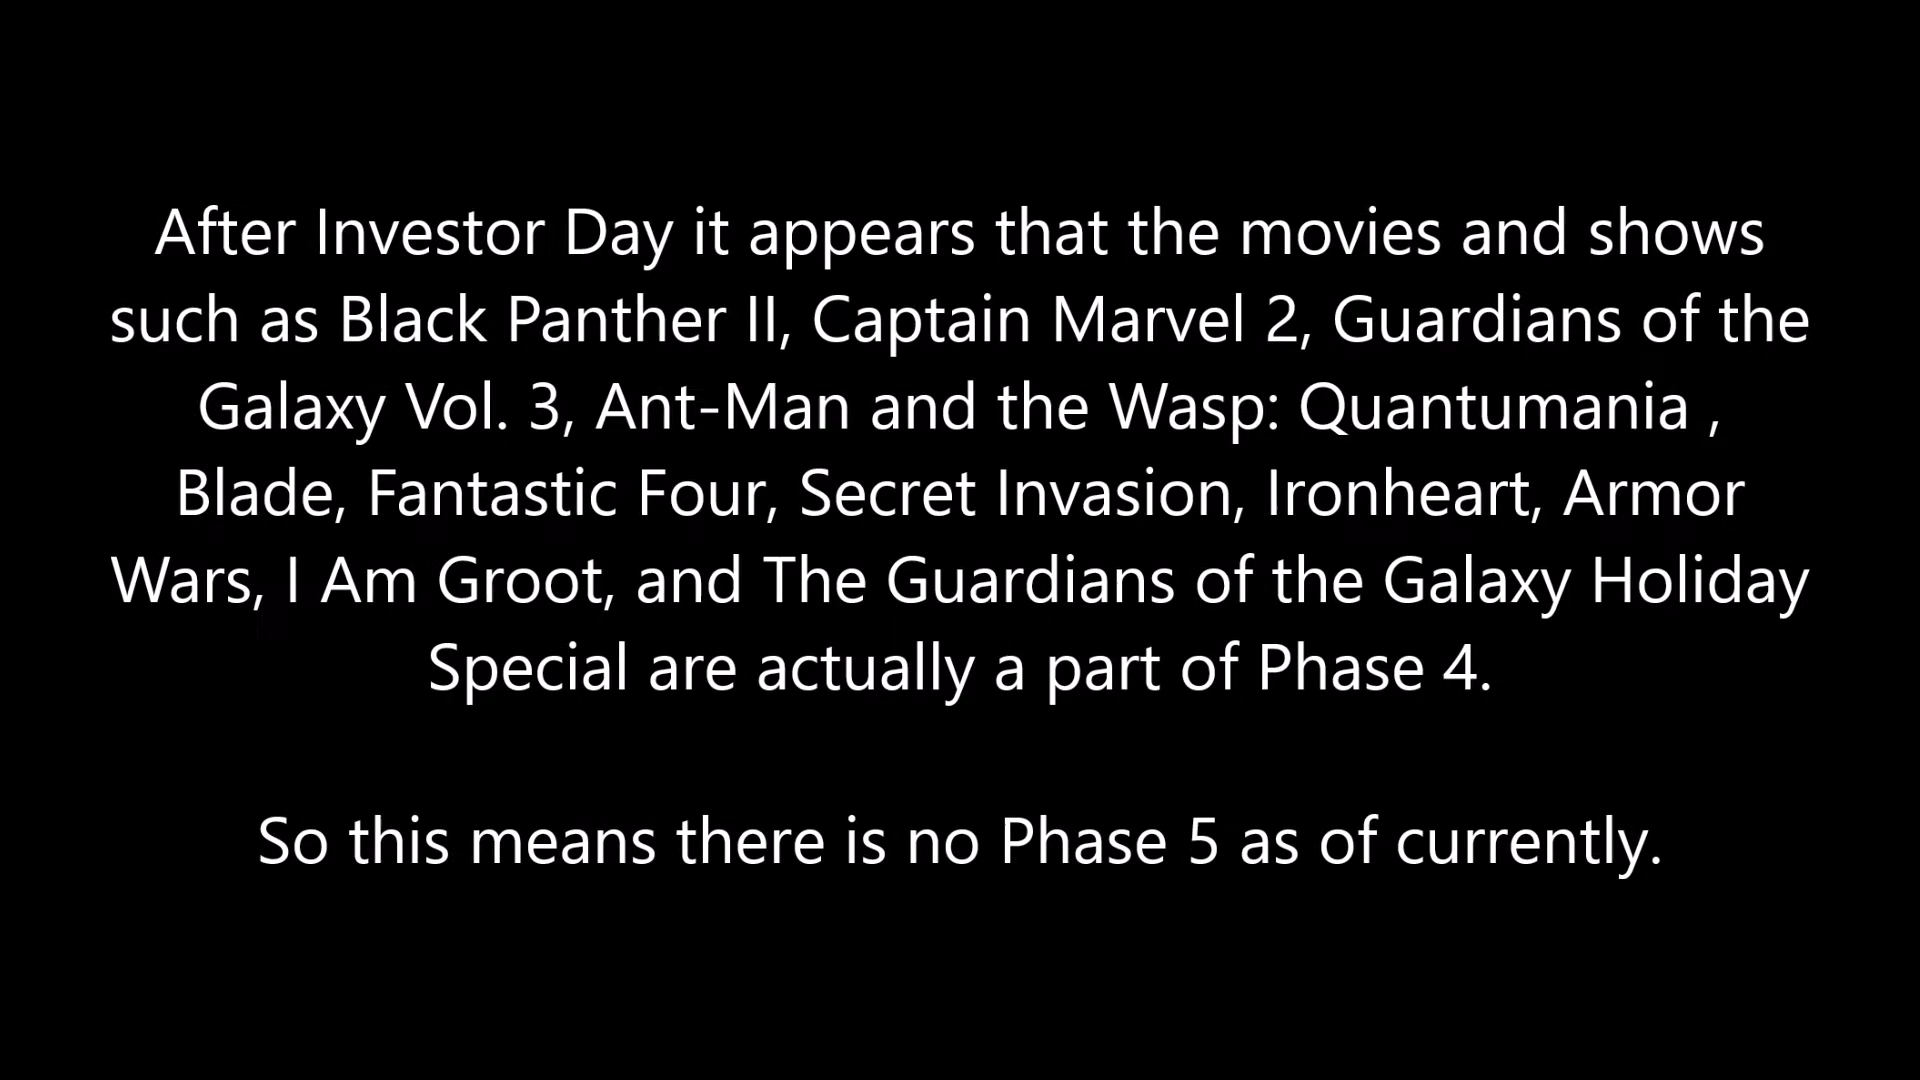 After Investor Day it appears that the movies and shows
such as Black Panther II, Captain Marvel 2, Guardians of the
Galaxy Vol. 3, Ant-Man and the Wasp: Quantumania ,
Blade, Fantastic Four, Secret Invasion, Ironheart, Armor
Wars, I Am Groot, and The Guardians of the Galaxy Holiday
Special are actually a part of Phase 4.
So this means there is no Phase 5 as of currently.